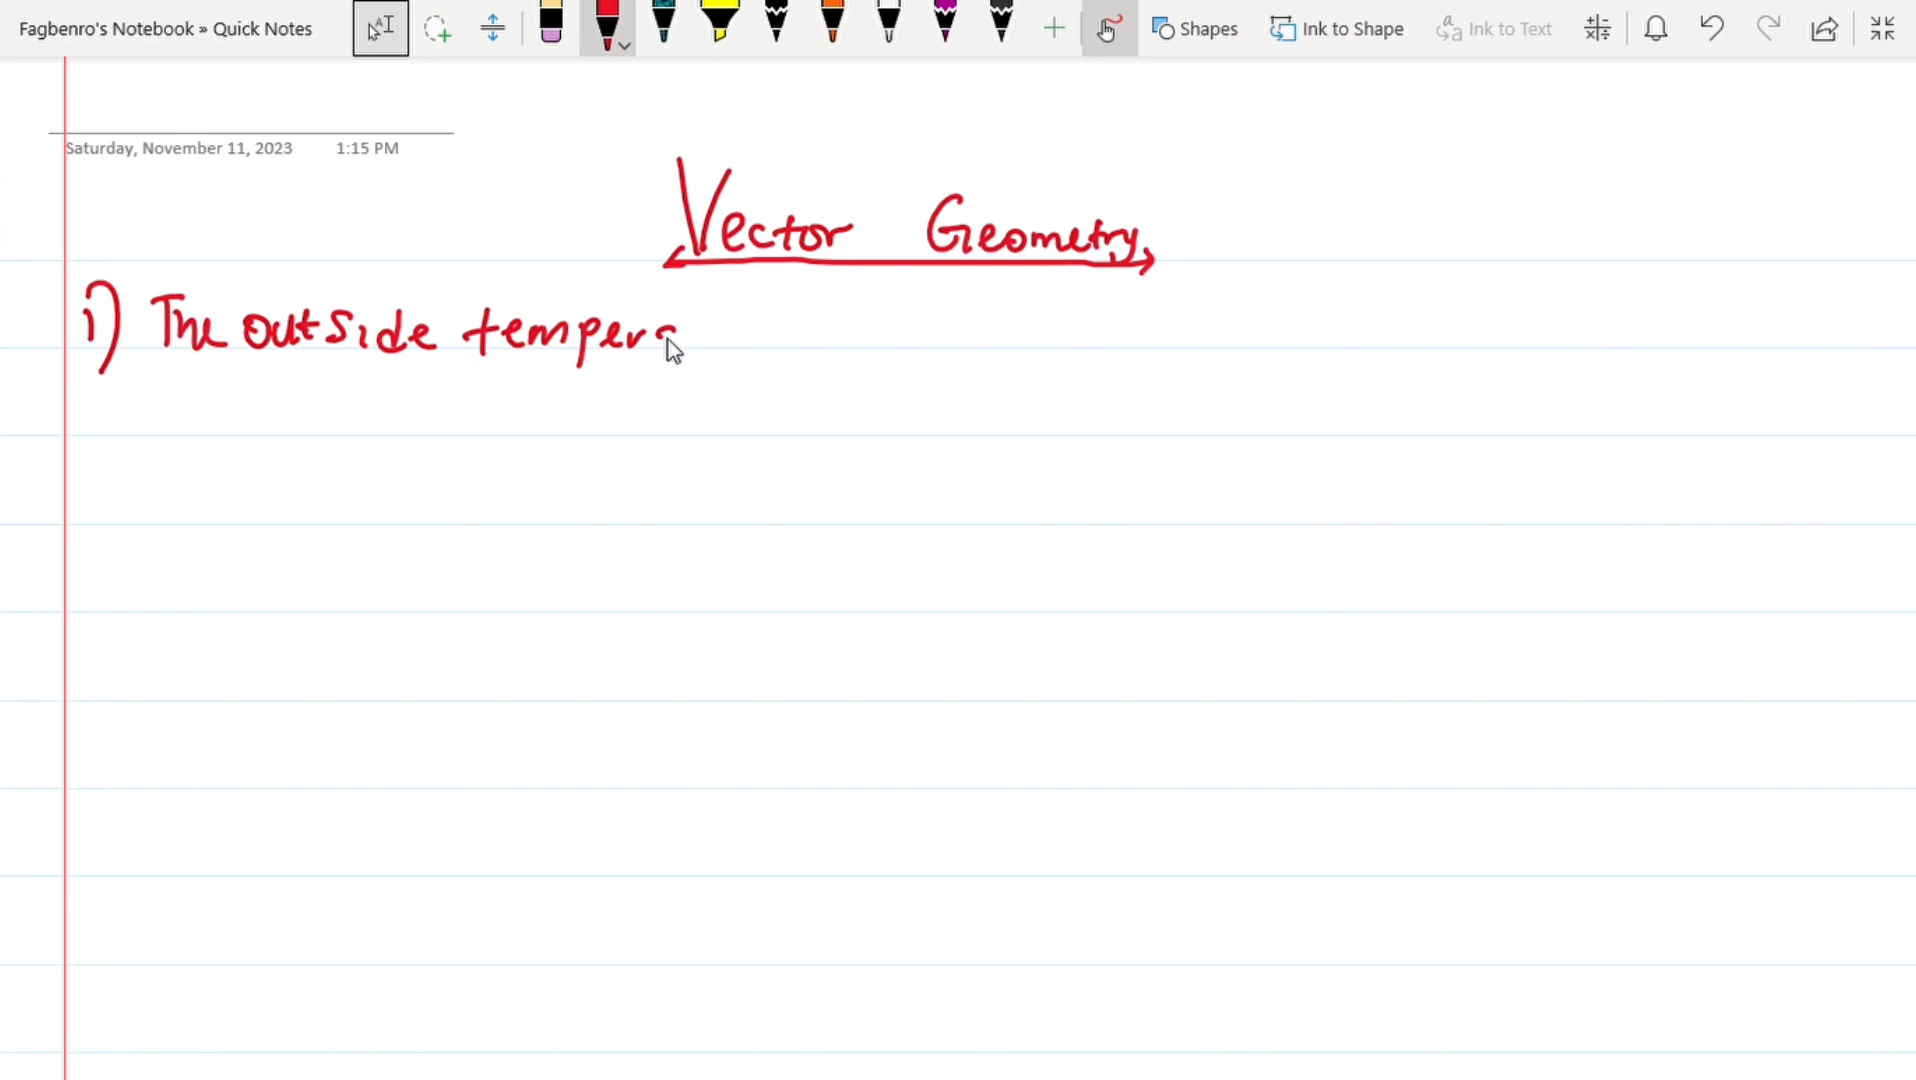 Fagbenro's Notebook » Quick Notes Shapes Ink to Shape Ink to Text
Saturday, November 11, 2023 1:15 PM
Vector Geometry
i) The outside tempera